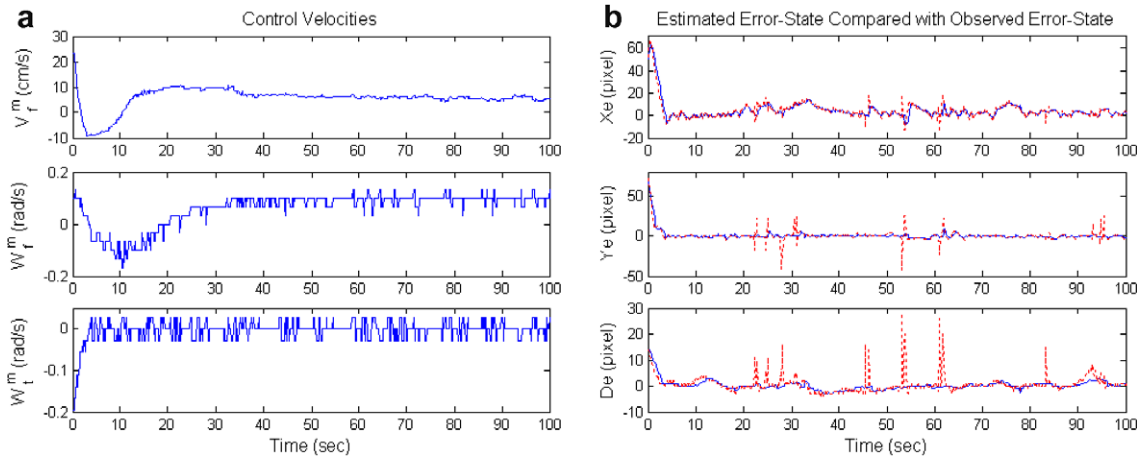 a
Control Velocities
30
20
10
0
-10
V_f^m (cm/s)
0 10 20 30 40 50 60 70 80 90 100
0.2
0
-0.2
W_f^m (rad/s)
0 10 20 30 40 50 60 70 80 90 100
0
-0.1
-0.2
W_t^m (rad/s)
0 10 20 30 40 50 60 70 80 90 100
Time (sec)
b
Estimated Error-State Compared with Observed Error-State
60
40
20
0
-20
Xe (pixel)
0 10 20 30 40 50 60 70 80 90 100
50
0
-50
Ye (pixel)
0 10 20 30 40 50 60 70 80 90 100
30
20
10
0
-10
De (pixel)
0 10 20 30 40 50 60 70 80 90 100
Time (sec)